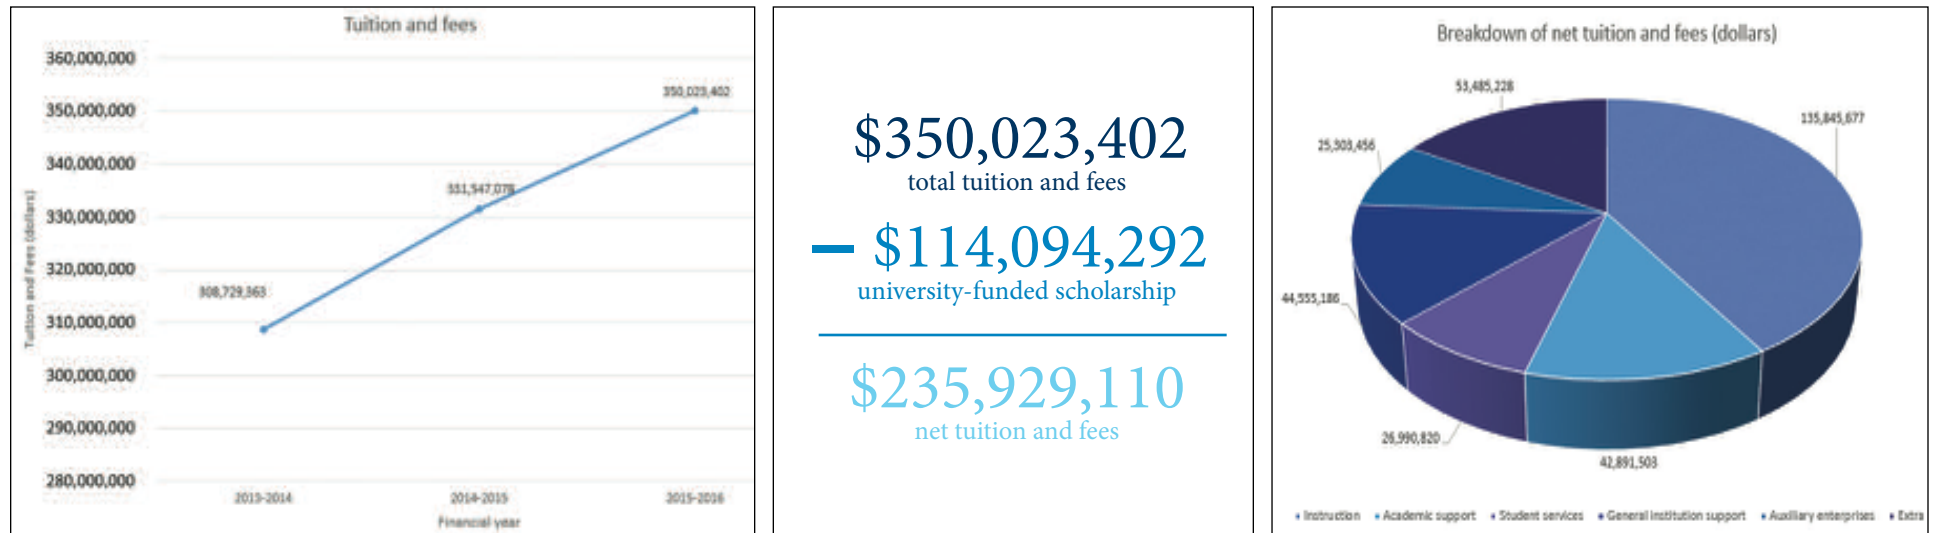 Tuition and fees
360,000,000
350,000,000
340,000,000
330,000,000
320,000,000
310,000,000
300,000,000
290,000,000
280,000,000
Tuition and Fees (dollars)
308,729,363
331,547,078
350,023,402
2013-2014 2014-2015 2015-2016
Financial year
$350,023,402
total tuition and fees
– $114,094,292
university-funded scholarship
$235,929,110
net tuition and fees
Breakdown of net tuition and fees (dollars)
53,485,228
135,845,677
25,303,456
44,555,186
26,990,820
42,891,503
Instruction Academic support Student services General institution support Auxiliary enterprises Extra